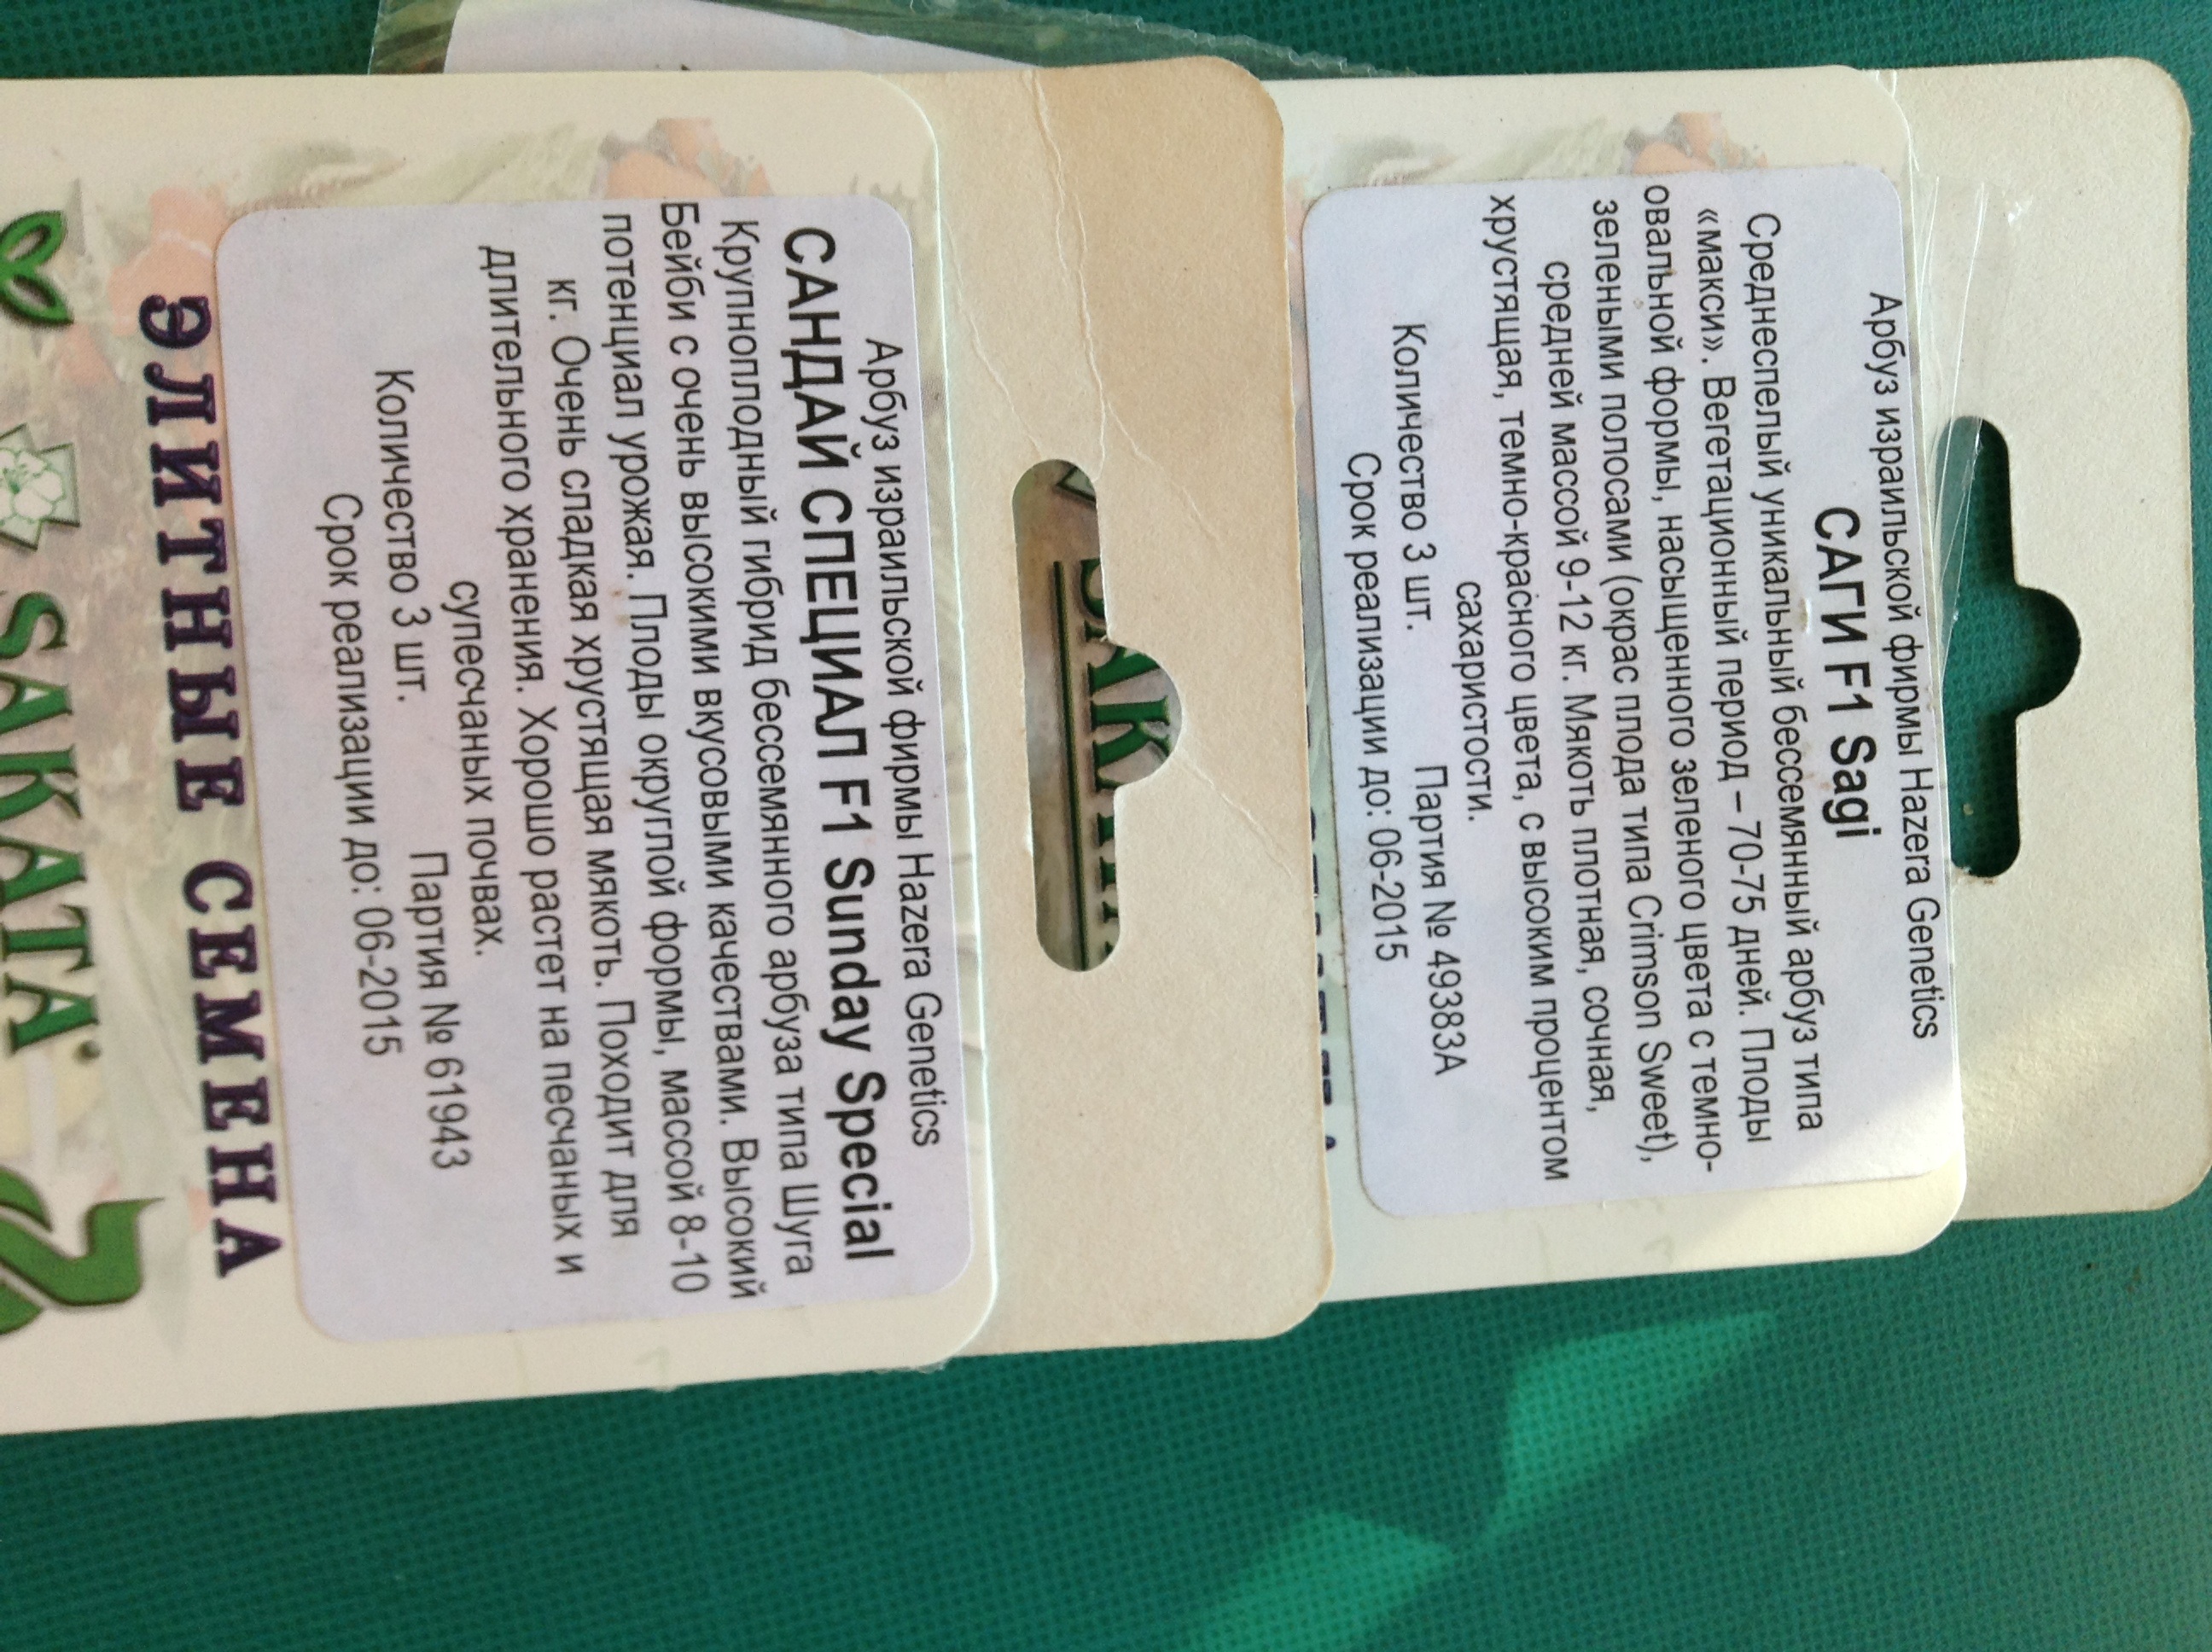 Арбуз израильской фирмы Hazera Genetics
САГИ F1 Sagi
Среднеспелый уникальный бессемянный арбуз типа
«макси». Вегетационный период – 70-75 дней. Плоды
овальной формы, насыщенного зеленого цвета с темно-
зелеными полосами (окрас плода типа Crimson Sweet),
средней массой 9-12 кг. Мякоть плотная, сочная,
хрустящая, темно-красного цвета, с высоким процентом
сахаристости.
Количество 3 шт. Партия № 49383А
Срок реализации до: 06-2015
Арбуз израильской фирмы Hazera Genetics
САНДАЙ СПЕЦИАЛ F1 Sunday Special
Крупноплодный гибрид бессемянного арбуза типа Шуга
Бейби с очень высокими вкусовыми качествами. Высокий
потенциал урожая. Плоды округлой формы, массой 8-10
кг. Очень сладкая хрустящая мякоть. Походит для
длительного хранения. Хорошо растет на песчаных и
супесчаных почвах.
Количество 3 шт. Партия № 61943
Срок реализации до: 06-2015
ЭЛИТНЫЕ СЕМЕНА
SAKATA